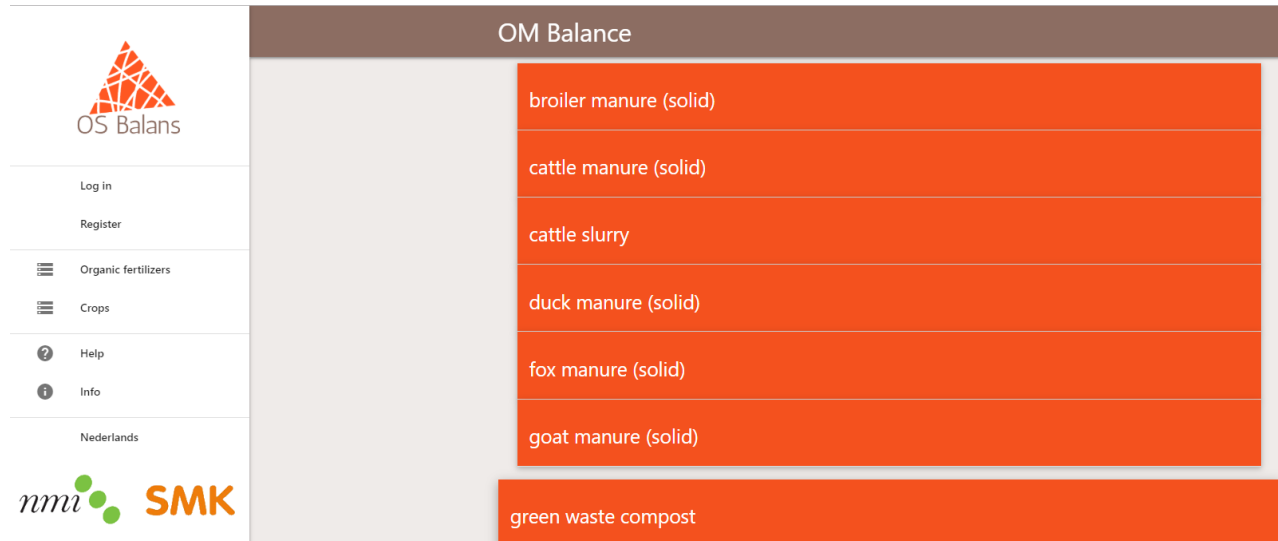 OS Balans
Log in
Register
Organic fertilizers
Crops
Help
Info
Nederlands
nmi
SMK
OM Balance
broiler manure (solid)
cattle manure (solid)
cattle slurry
duck manure (solid)
fox manure (solid)
goat manure (solid)
green waste compost